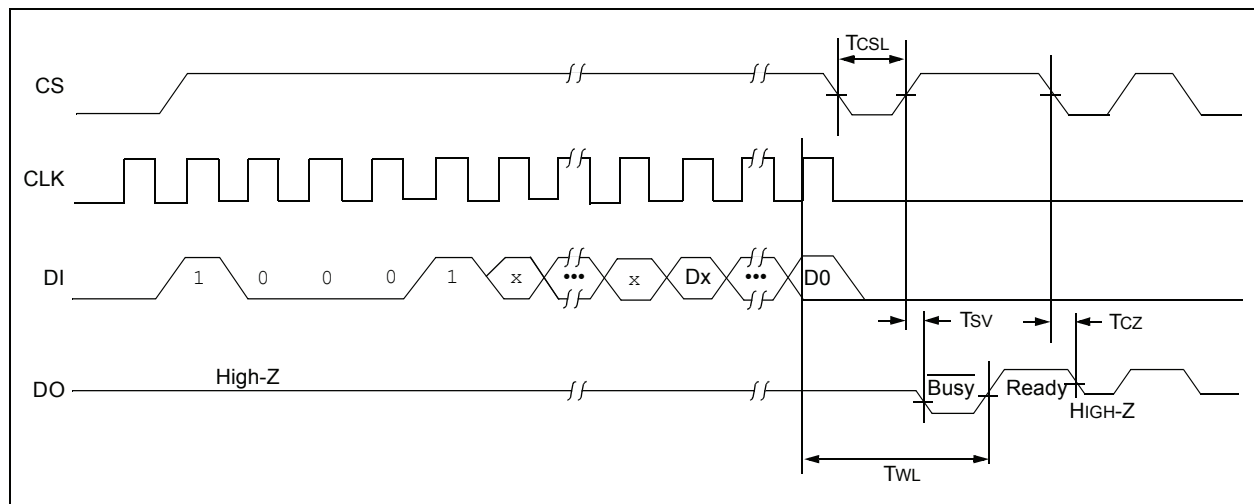 TCSL
CS
CLK
DI 1 0 0 0 1 x ••• x Dx ••• D0
TSV TCZ
High-Z
DO Busy Ready
HIGH-Z
TWL